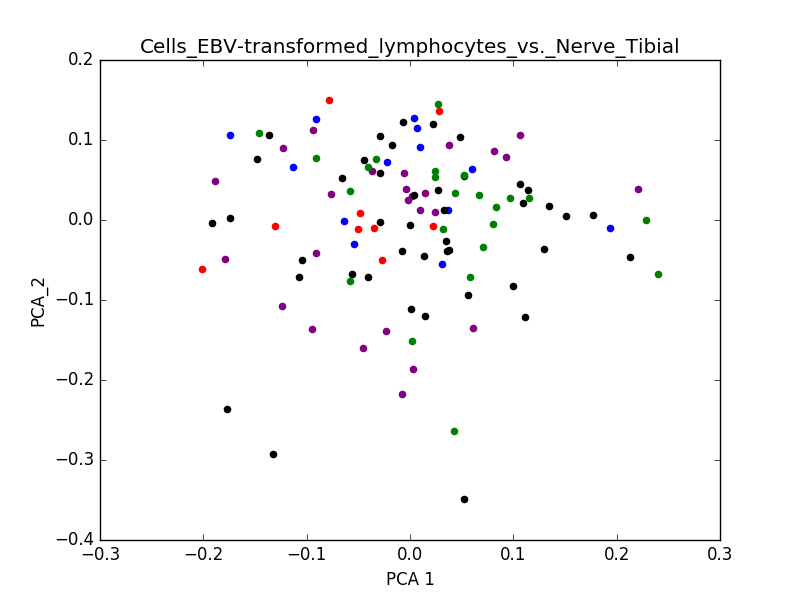 Cells_EBV-transformed_lymphocytes_vs._Nerve_Tibial
0.2
0.1
0.0
−0.1
−0.2
−0.3
−0.4
PCA_2
−0.3 −0.2 −0.1 0.0 0.1 0.2 0.3
PCA 1